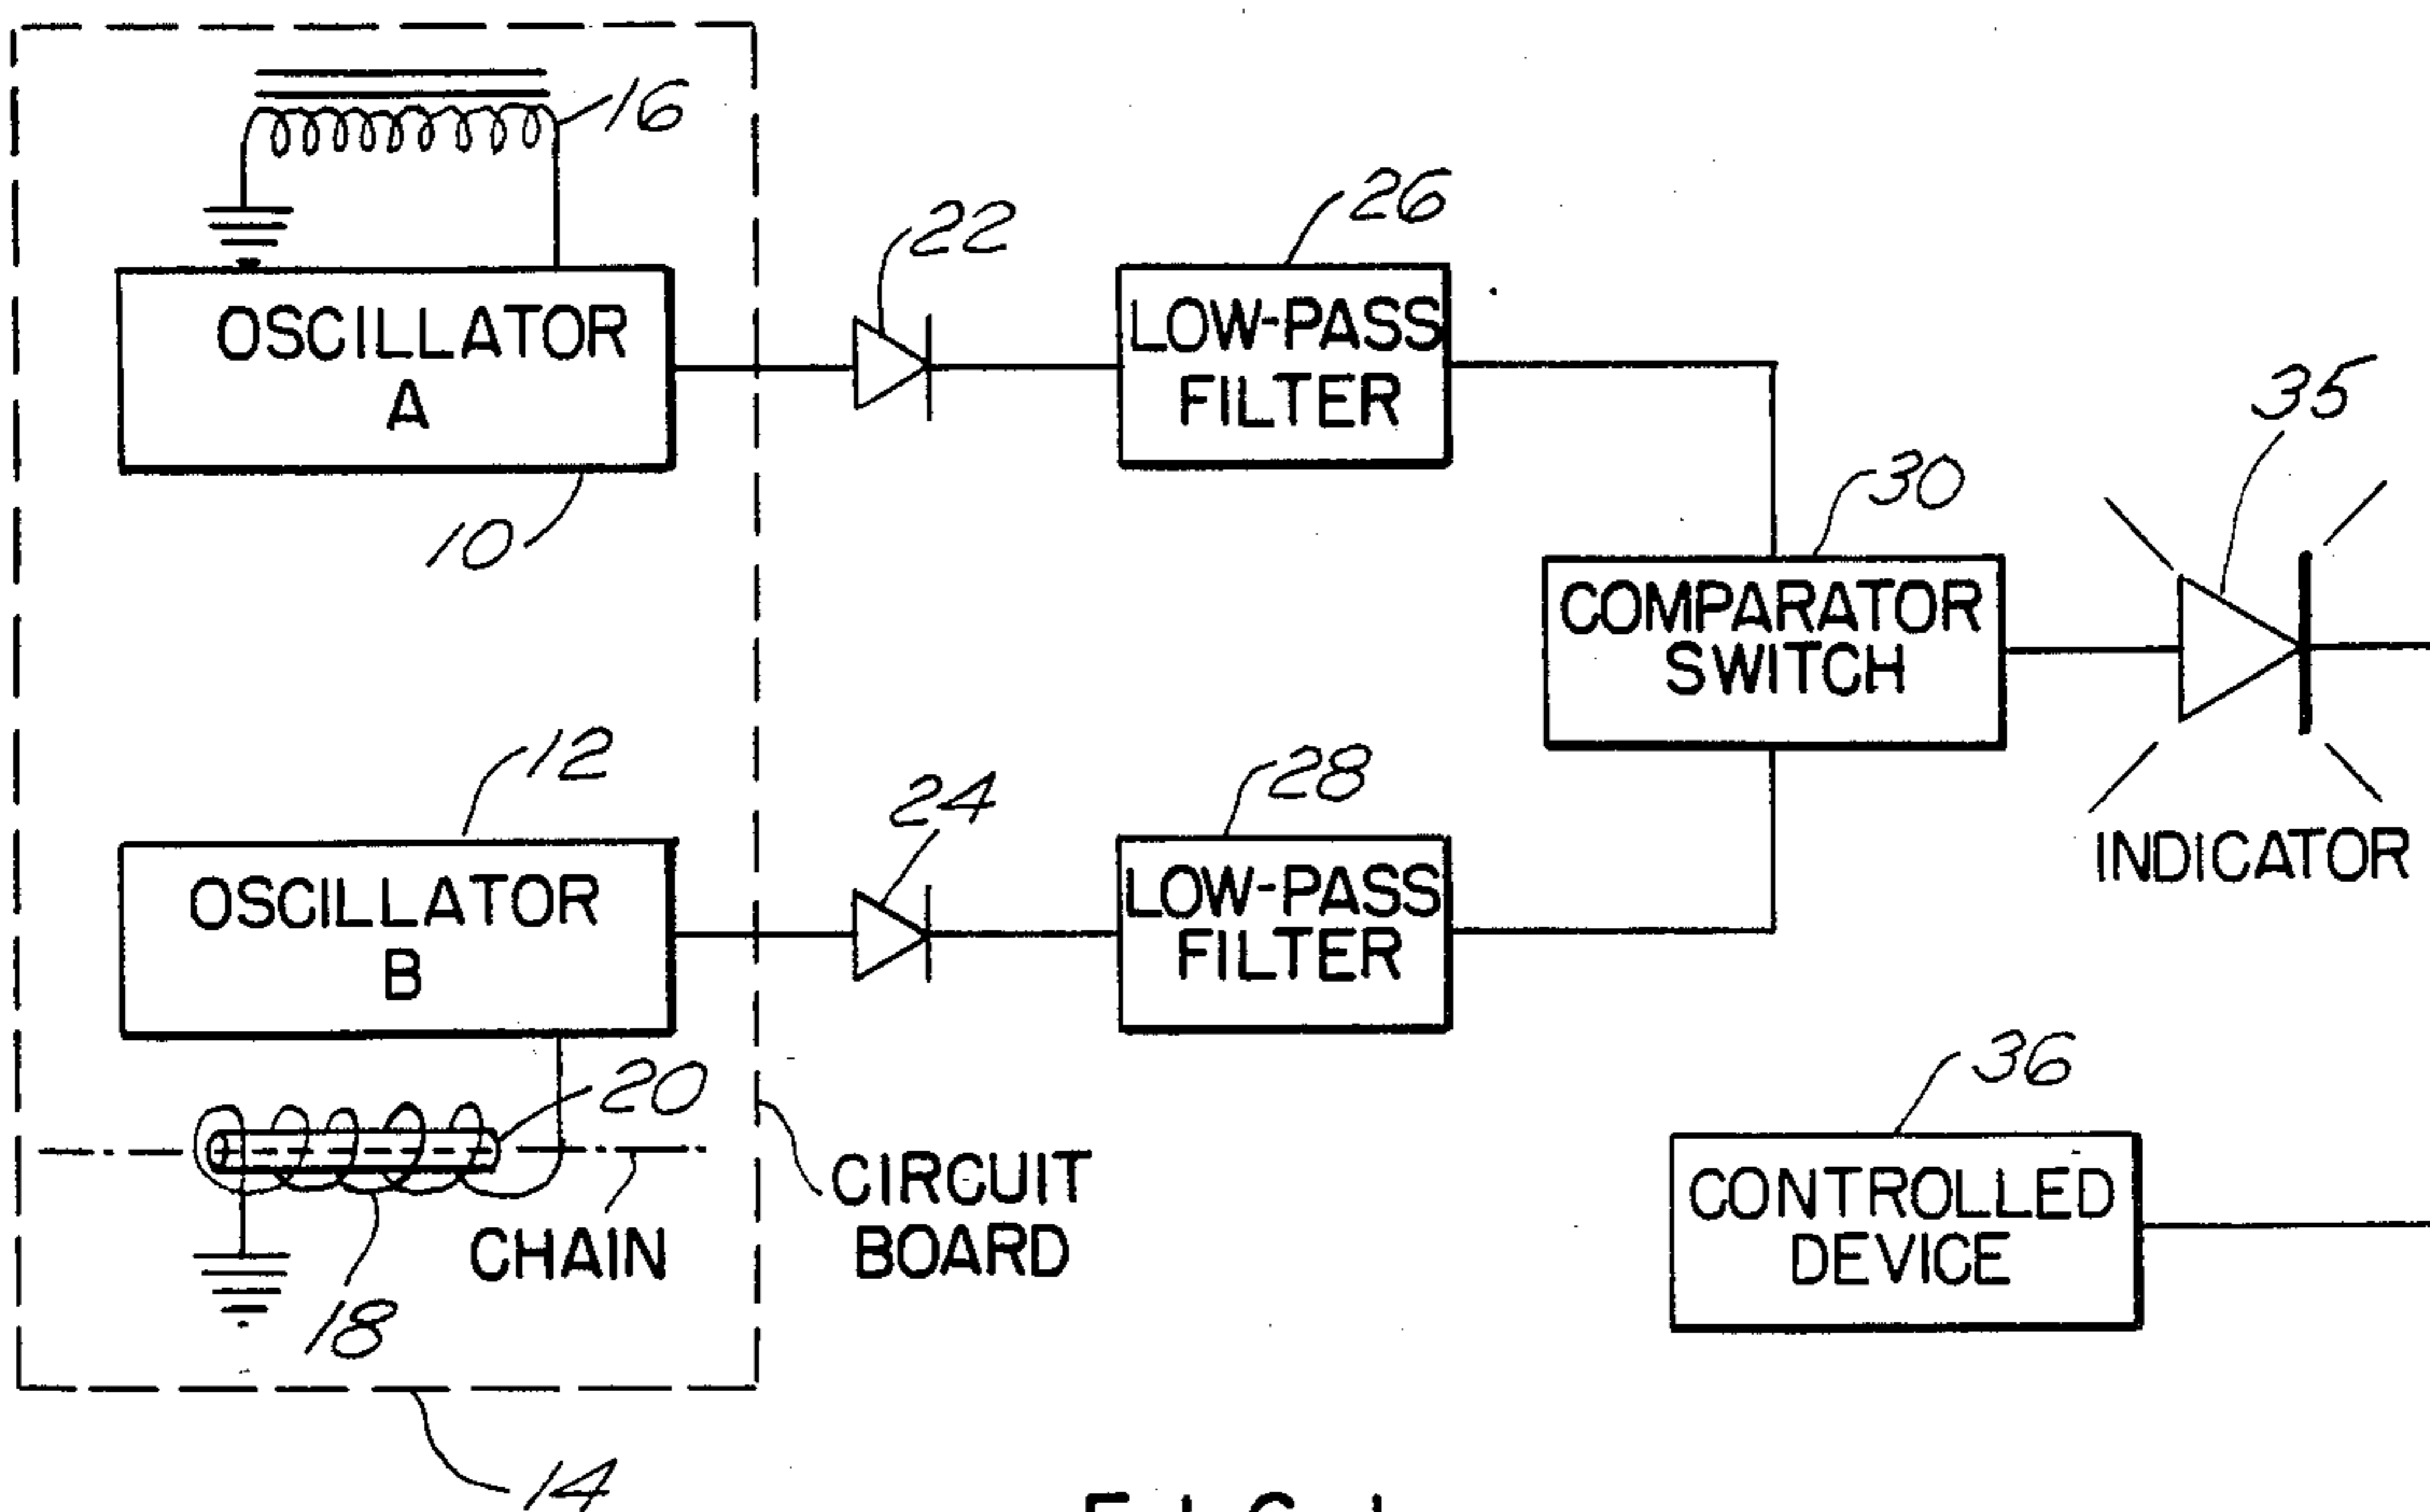 16
22
26
OSCILLATOR
A
LOW-PASS
FILTER
35
10
30
COMPARATOR
SWITCH
12
24
28
INDICATOR
OSCILLATOR
B
LOW-PASS
FILTER
20
36
CHAIN
CIRCUIT
BOARD
CONTROLLED
DEVICE
18
14